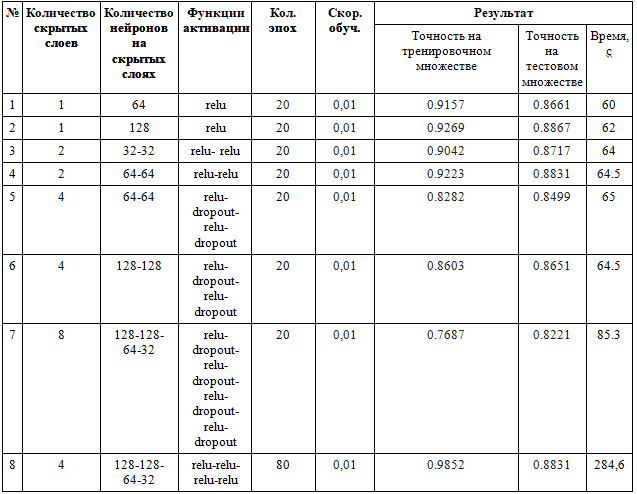 № Количество скрытых слоев Количество нейронов на скрытых слоях Функции активации Кол. эпох Скор. обуч. Результат
Точность на тренировочном множестве Точность на тестовом множестве Время, с
1 1 64 relu 20 0,01 0.9157 0.8661 60
2 1 128 relu 20 0,01 0.9269 0.8867 62
3 2 32-32 relu- relu 20 0,01 0.9042 0.8717 64
4 2 64-64 relu-relu 20 0,01 0.9223 0.8831 64.5
5 4 64-64 relu- 20 0,01 0.8282 0.8499 65
dropout-
relu-
dropout
6 4 128-128 relu- 20 0,01 0.8603 0.8651 64.5
dropout-
relu-
dropout
7 8 128-128- relu- 20 0,01 0.7687 0.8221 85.3
64-32 dropout-
relu-
dropout-
relu-
dropout-
relu-
dropout
8 4 128-128- relu-relu- 80 0,01 0.9852 0.8831 284,6
64-32 relu-relu